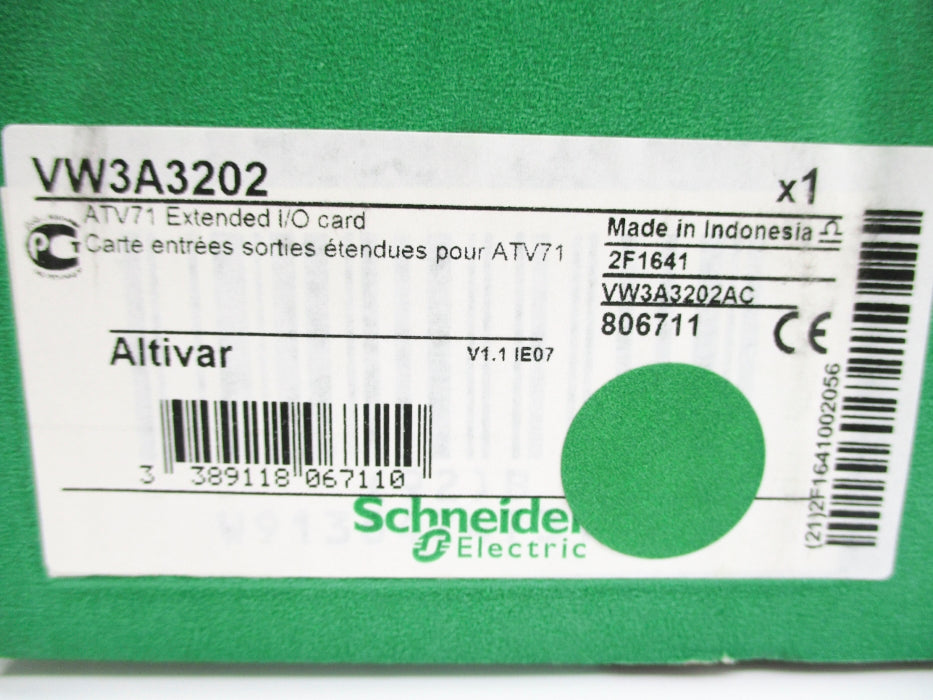 VW3A3202
x1
ATV71 Extended I/O card
Carte entrées sorties étendues pour ATV71
Made in Indonesia
2F1641
VW3A3202AC
806711
CE
Altivar
V1.1 IE07
3 389118 067110
Schneider
Electric
(21)2F1641002056